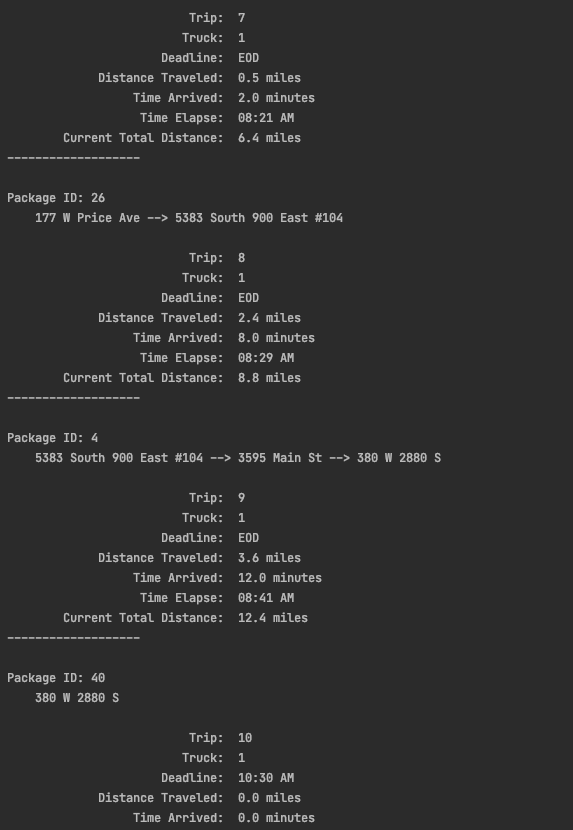 Trip: 7
Truck: 1
Deadline: EOD
Distance Traveled: 0.5 miles
Time Arrived: 2.0 minutes
Time Elapse: 08:21 AM
Current Total Distance: 6.4 miles
-------------------
Package ID: 26
177 W Price Ave --> 5383 South 900 East #104
Trip: 8
Truck: 1
Deadline: EOD
Distance Traveled: 2.4 miles
Time Arrived: 8.0 minutes
Time Elapse: 08:29 AM
Current Total Distance: 8.8 miles
-------------------
Package ID: 4
5383 South 900 East #104 --> 3595 Main St --> 380 W 2880 S
Trip: 9
Truck: 1
Deadline: EOD
Distance Traveled: 3.6 miles
Time Arrived: 12.0 minutes
Time Elapse: 08:41 AM
Current Total Distance: 12.4 miles
-------------------
Package ID: 40
380 W 2880 S
Trip: 10
Truck: 1
Deadline: 10:30 AM
Distance Traveled: 0.0 miles
Time Arrived: 0.0 minutes